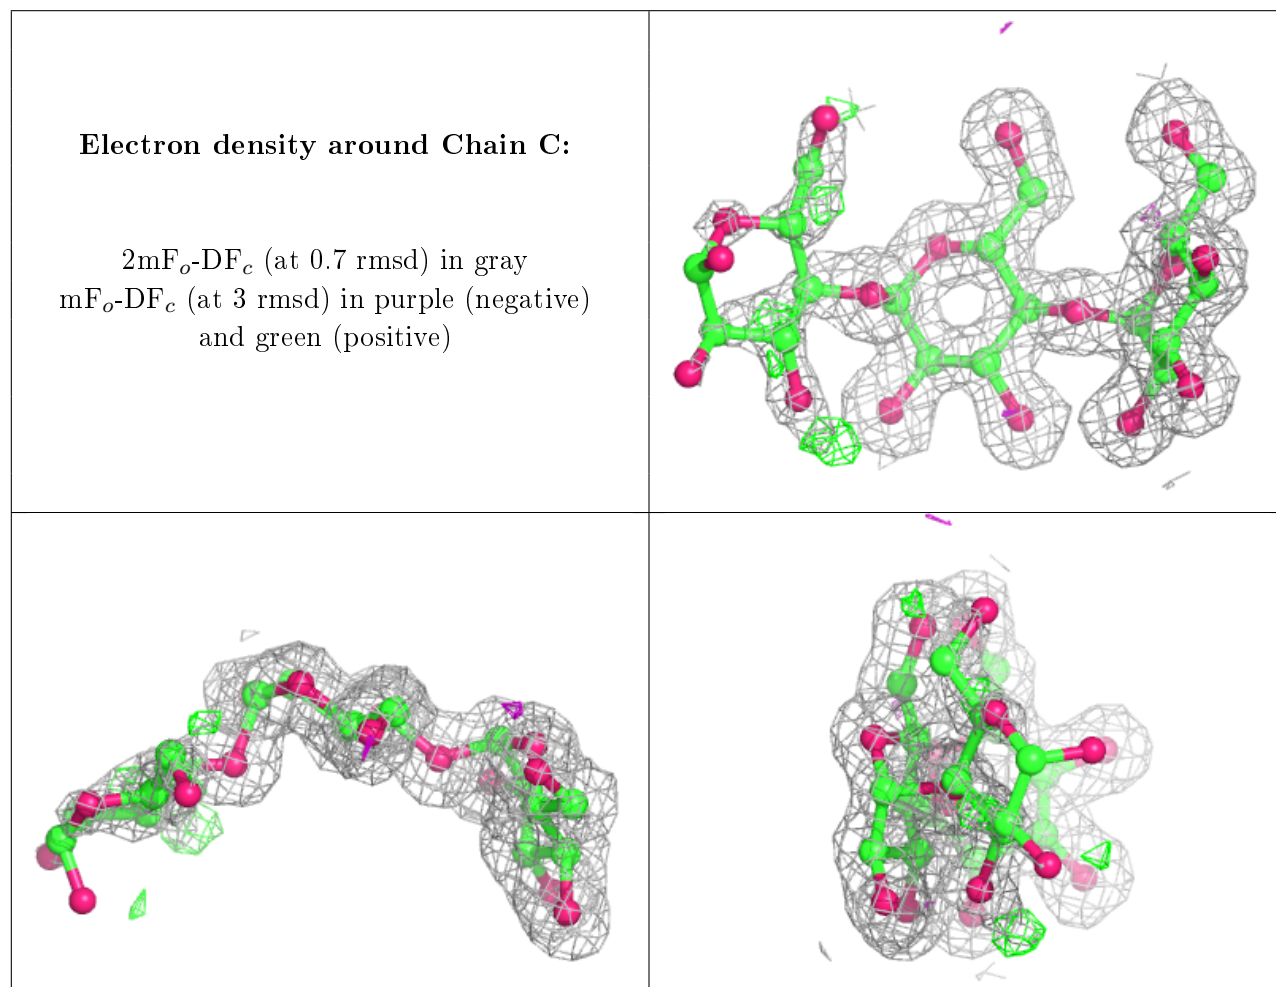 Electron density around Chain C:
2mFₒ-DF𝒸 (at 0.7 rmsd) in gray
mFₒ-DF𝒸 (at 3 rmsd) in purple (negative)
and green (positive)